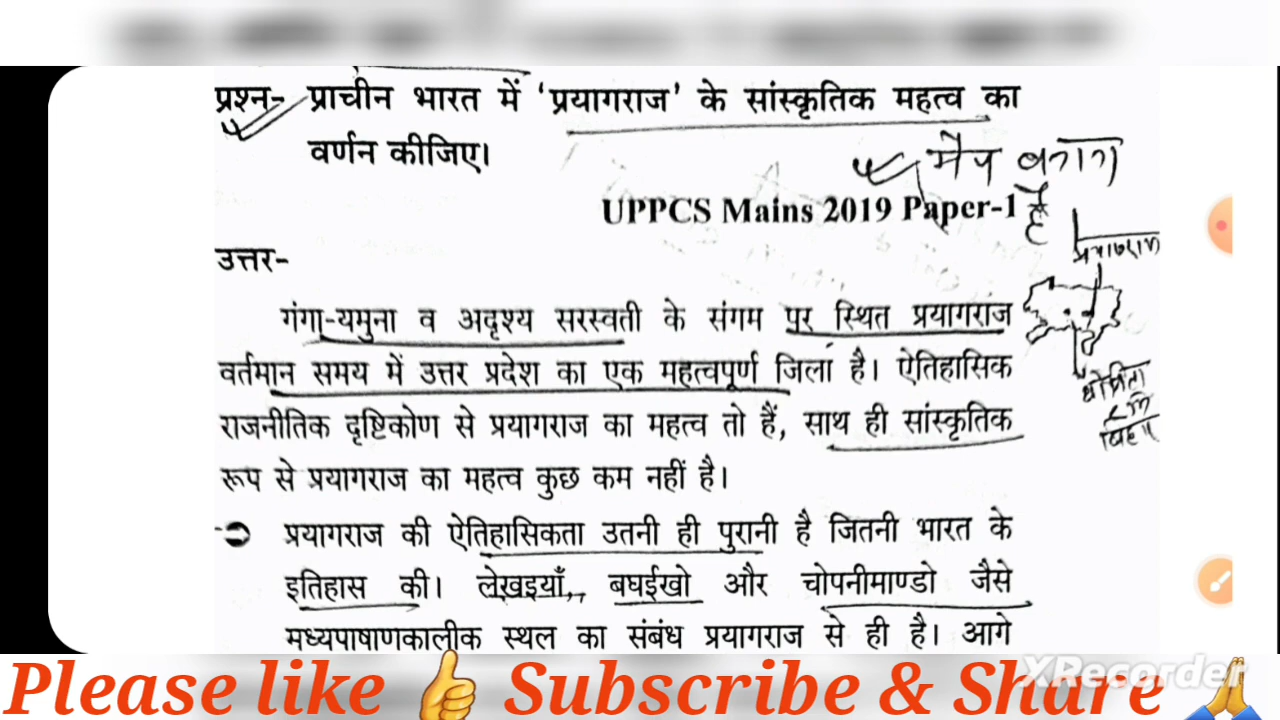 प्रश्न- प्राचीन भारत में ‘प्रयागराज’ के सांस्कृतिक महत्व का
वर्णन कीजिए।
मैप बनाना
है
UPPCS Mains 2019 Paper-1
प्रयागराज
उत्तर-
गंगा-यमुना व अदृश्य सरस्वती के संगम पर स्थित प्रयागराज
वर्तमान समय में उत्तर प्रदेश का एक महत्वपूर्ण जिला है। ऐतिहासिक
राजनीतिक दृष्टिकोण से प्रयागराज का महत्व तो हैं, साथ ही सांस्कृतिक
रूप से प्रयागराज का महत्व कुछ कम नहीं है।
प्रयागराज की ऐतिहासिकता उतनी ही पुरानी है जितनी भारत के
इतिहास की। लेखइयाँ,, बघईखो और चोपनीमाण्डो जैसे
मध्यपाषाणकालीक स्थल का संबंध प्रयागराज से ही है। आगे
XRecorder
Please like 👍 Subscribe & Share 🙏